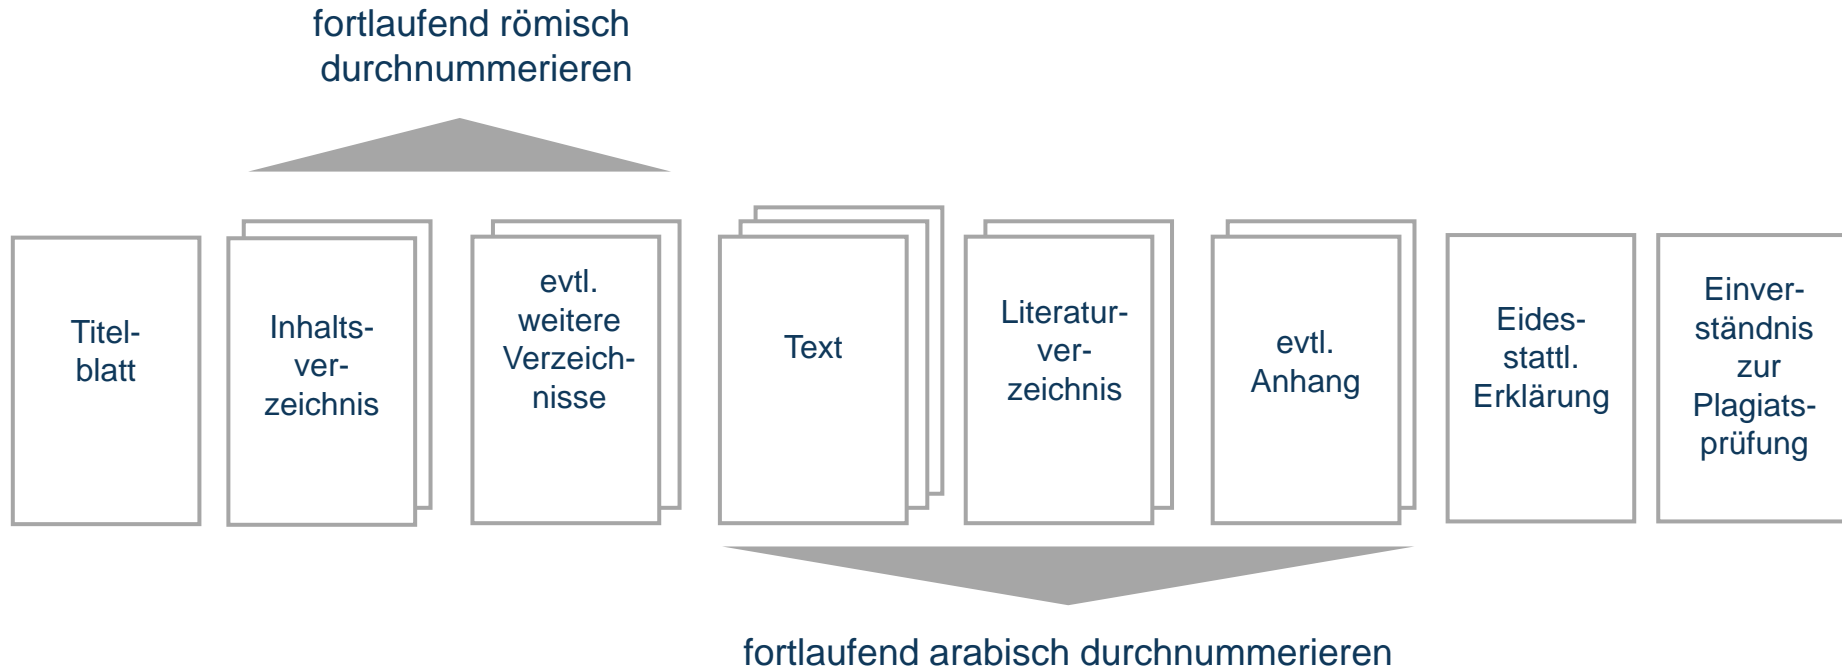 fortlaufend römisch
durchnummerieren
Titel-
blatt
Inhalts-
ver-
zeichnis
evtl.
weitere
Verzeich-
nisse
Text
Literatur-
ver-
zeichnis
evtl.
Anhang
Eides-
stattl.
Erklärung
Einver-
ständnis
zur
Plagiats-
prüfung
fortlaufend arabisch durchnummerieren